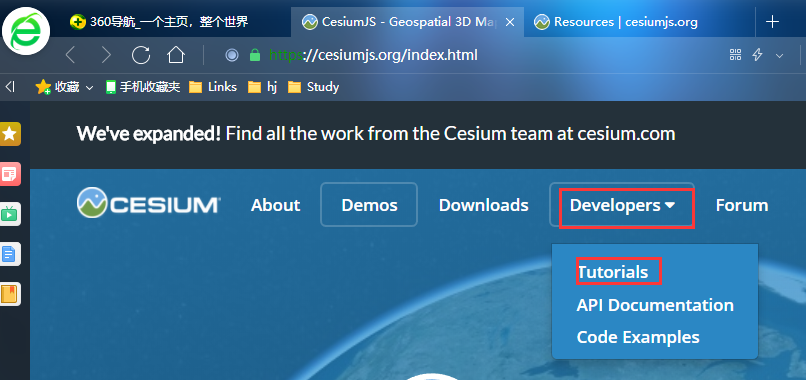 360导航_一个主页，整个世界
CesiumJS - Geospatial 3D Map
Resources | cesiumjs.org
https://cesiumjs.org/index.html
收藏 手机收藏夹 Links hj Study
We've expanded! Find all the work from the Cesium team at cesium.com
CESIUM About Demos Downloads Developers Forum
Tutorials
API Documentation
Code Examples